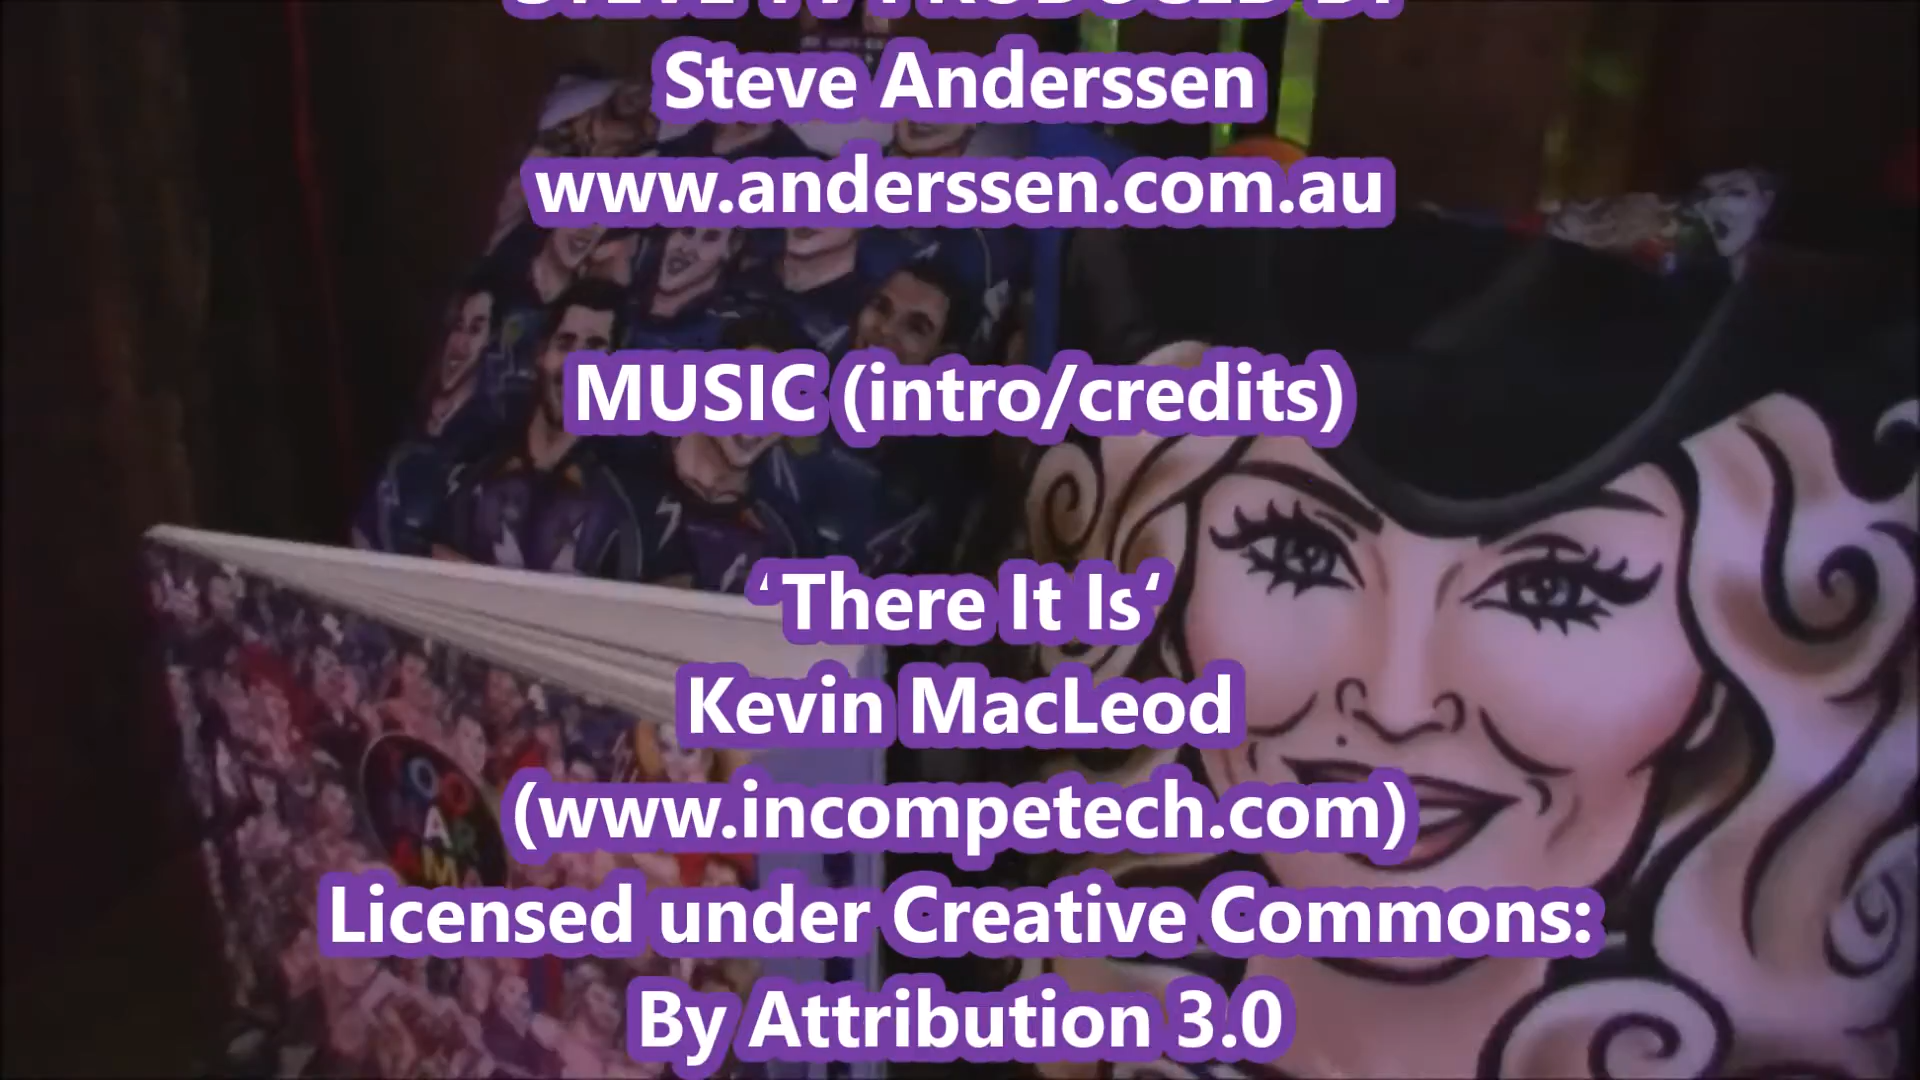 Steve Anderssen
www.anderssen.com.au
MUSIC (intro/credits)
‘There It Is‘
Kevin MacLeod
(www.incompetech.com)
Licensed under Creative Commons:
By Attribution 3.0